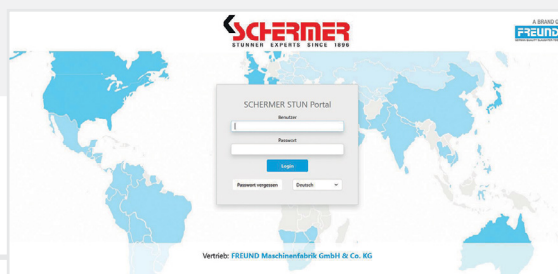 SCHERMER
STUNNER EXPERTS SINCE 1896
A BRAND O
FREUND
SCHERMER STUN Portal
Benutzer
Passwort
Login
Passwort vergessen
Deutsch
Vertrieb: FREUND Maschinenfabrik GmbH & Co. KG